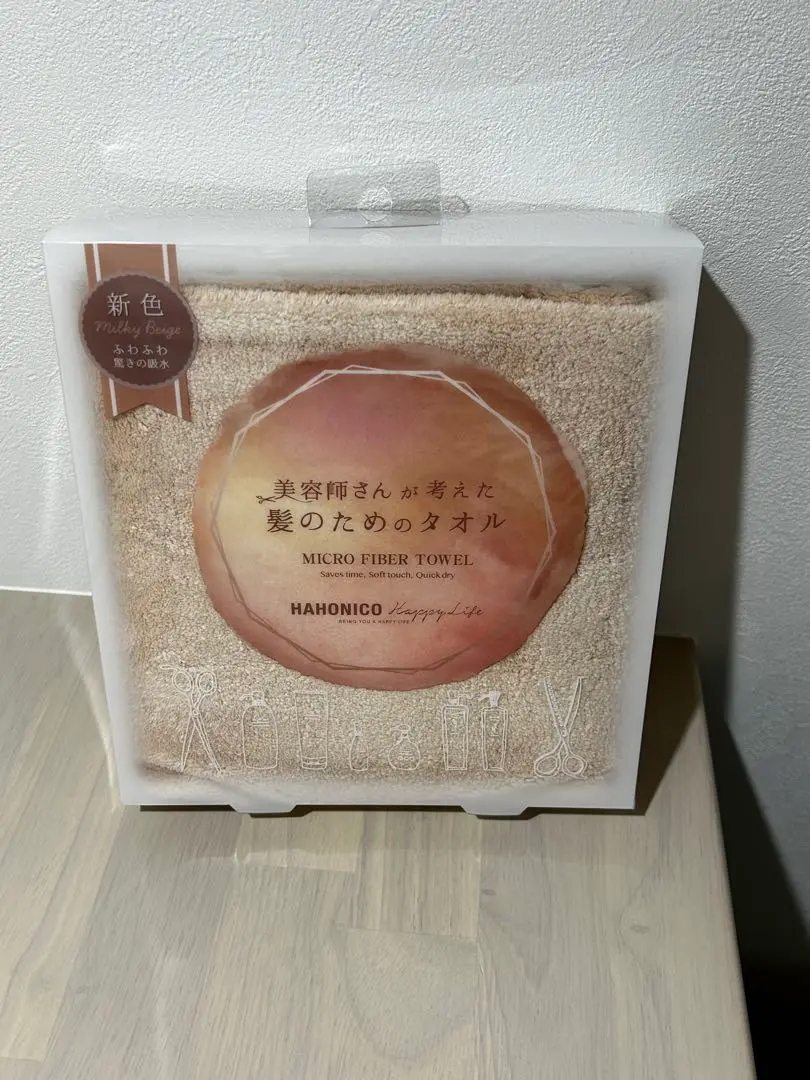 新色
Milky Beige
ふわふわ
驚きの吸水
美容師さんが考えた
髪のためのタオル
MICRO FIBER TOWEL
Saves time, Soft touch, Quick dry
HAHONICO Happy Life
BRING YOU A HAPPY LIFE